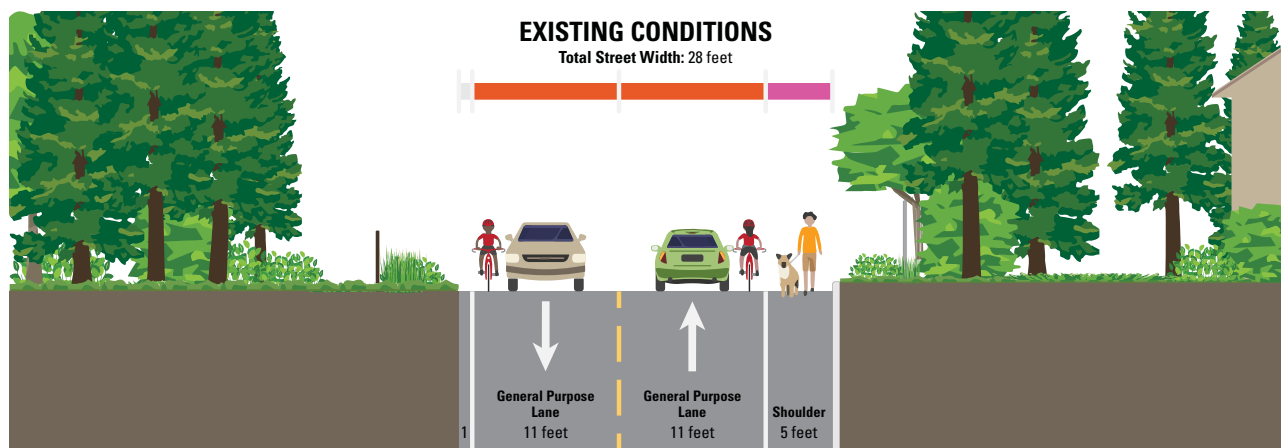 EXISTING CONDITIONS
Total Street Width: 28 feet
1
General Purpose
Lane
11 feet
General Purpose
Lane
11 feet
Shoulder
5 feet